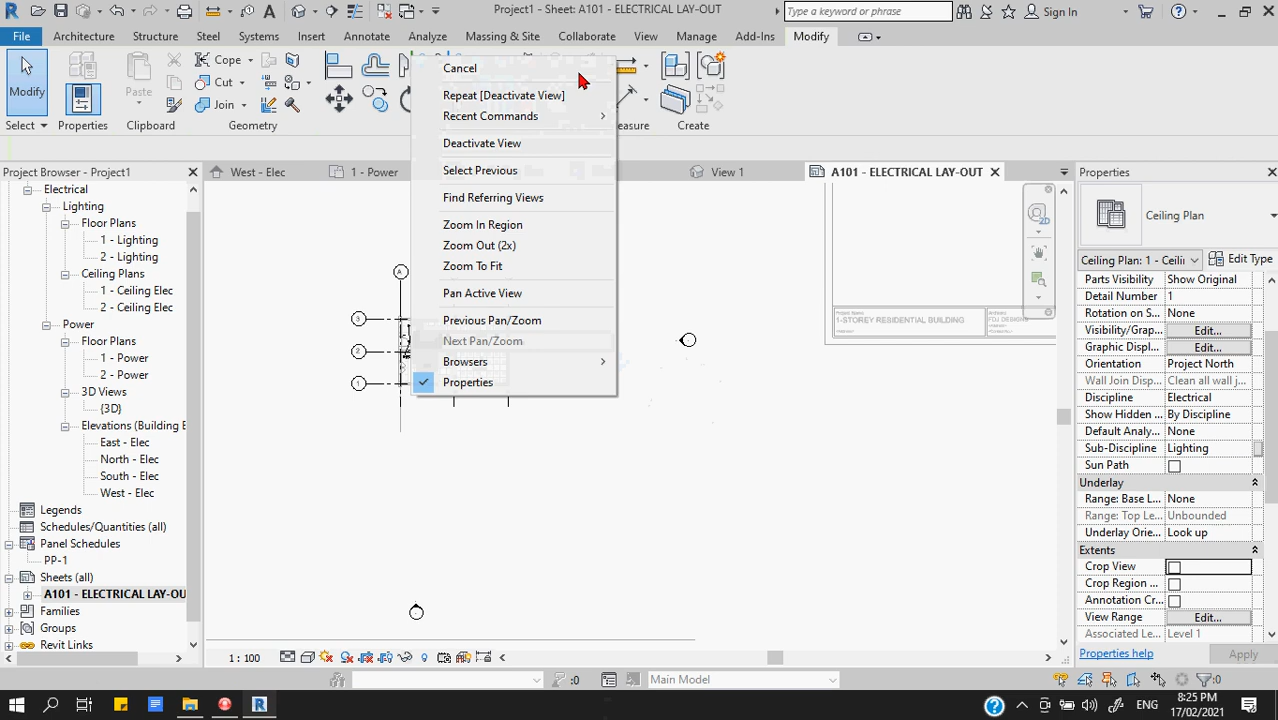 Project1 - Sheet: A101 - ELECTRICAL LAY-OUT
Type a keyword or phrase
Sign In
File
Architecture
Structure
Steel
Systems
Insert
Annotate
Analyze
Massing & Site
Collaborate
View
Manage
Add-Ins
Modify
Modify
Properties
Paste
Cope
Cut
Join
Select
Properties
Clipboard
Geometry
Create
Cancel
Repeat [Deactivate View]
Recent Commands
Deactivate View
Select Previous
Find Referring Views
Zoom In Region
Zoom Out (2x)
Zoom To Fit
Pan Active View
Previous Pan/Zoom
Next Pan/Zoom
Browsers
Properties
Project Browser - Project1
West - Elec
1 - Power
View 1
A101 - ELECTRICAL LAY-OUT
Electrical
Lighting
Floor Plans
1 - Lighting
2 - Lighting
Ceiling Plans
1 - Ceiling Elec
2 - Ceiling Elec
Power
Floor Plans
1 - Power
2 - Power
3D Views
{3D}
Elevations (Building E
East - Elec
North - Elec
South - Elec
West - Elec
Legends
Schedules/Quantities (all)
Panel Schedules
PP-1
Sheets (all)
A101 - ELECTRICAL LAY-OU
Families
Groups
Revit Links
A
3
2
1
2D
Project Name
1-STOREY RESIDENTIAL BUILDING
FDJ DESIGNS
Properties
Ceiling Plan
Ceiling Plan: 1 - Ceili
Edit Type
Parts Visibility
Show Original
Detail Number
1
Rotation on S...
None
Visibility/Grap...
Edit...
Graphic Displ...
Edit...
Orientation
Project North
Wall Join Displ...
Clean all wall j...
Discipline
Electrical
Show Hidden ...
By Discipline
Default Analy...
None
Sub-Discipline
Lighting
Sun Path
Underlay
Range: Base L...
None
Range: Top Le...
Unbounded
Underlay Orie...
Look up
Extents
Crop View
Crop Region ...
Annotation Cr...
View Range
Edit...
Associated Le...
Level 1
Properties help
Apply
1 : 100
:0
Main Model
:0
ENG
8:25 PM
17/02/2021